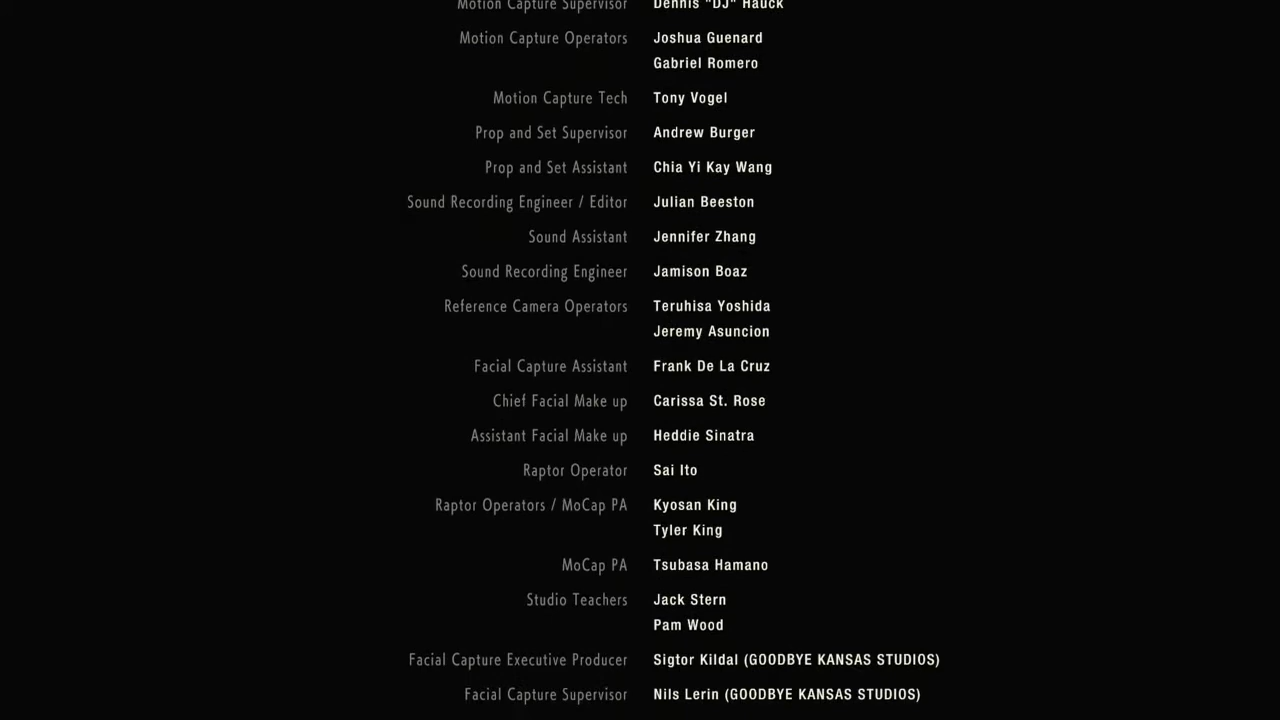 Motion Capture Supervisor Dennis "DJ" Hauck
Motion Capture Operators Joshua Guenard
Gabriel Romero
Motion Capture Tech Tony Vogel
Prop and Set Supervisor Andrew Burger
Prop and Set Assistant Chia Yi Kay Wang
Sound Recording Engineer / Editor Julian Beeston
Sound Assistant Jennifer Zhang
Sound Recording Engineer Jamison Boaz
Reference Camera Operators Teruhisa Yoshida
Jeremy Asuncion
Facial Capture Assistant Frank De La Cruz
Chief Facial Make up Carissa St. Rose
Assistant Facial Make up Heddie Sinatra
Raptor Operator Sai Ito
Raptor Operators / MoCap PA Kyosan King
Tyler King
MoCap PA Tsubasa Hamano
Studio Teachers Jack Stern
Pam Wood
Facial Capture Executive Producer Sigtor Kildal (GOODBYE KANSAS STUDIOS)
Facial Capture Supervisor Nils Lerin (GOODBYE KANSAS STUDIOS)